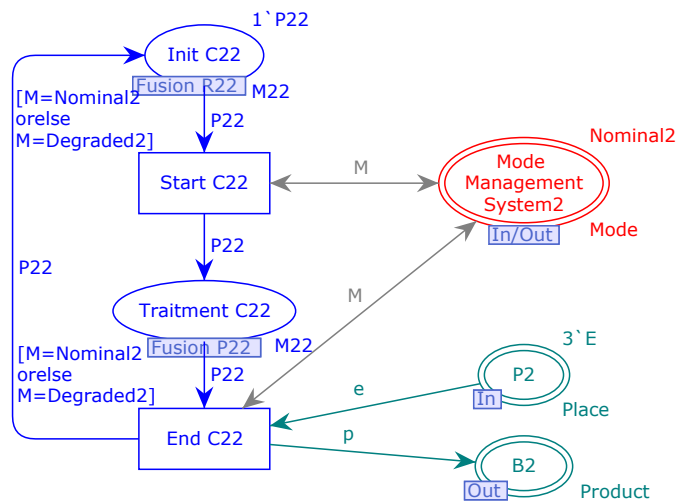 1`P22
Init C22
Fusion R22
M22
[M=Nominal2
orelse
M=Degraded2]
P22
Nominal2
Mode
Management
System2
M
Start C22
In/Out
Mode
P22
P22
M
Traitment C22
Fusion P22
M22
3`E
[M=Nominal2
orelse
M=Degraded2]
P22
e
P2
In
Place
End C22
p
B2
Out
Product